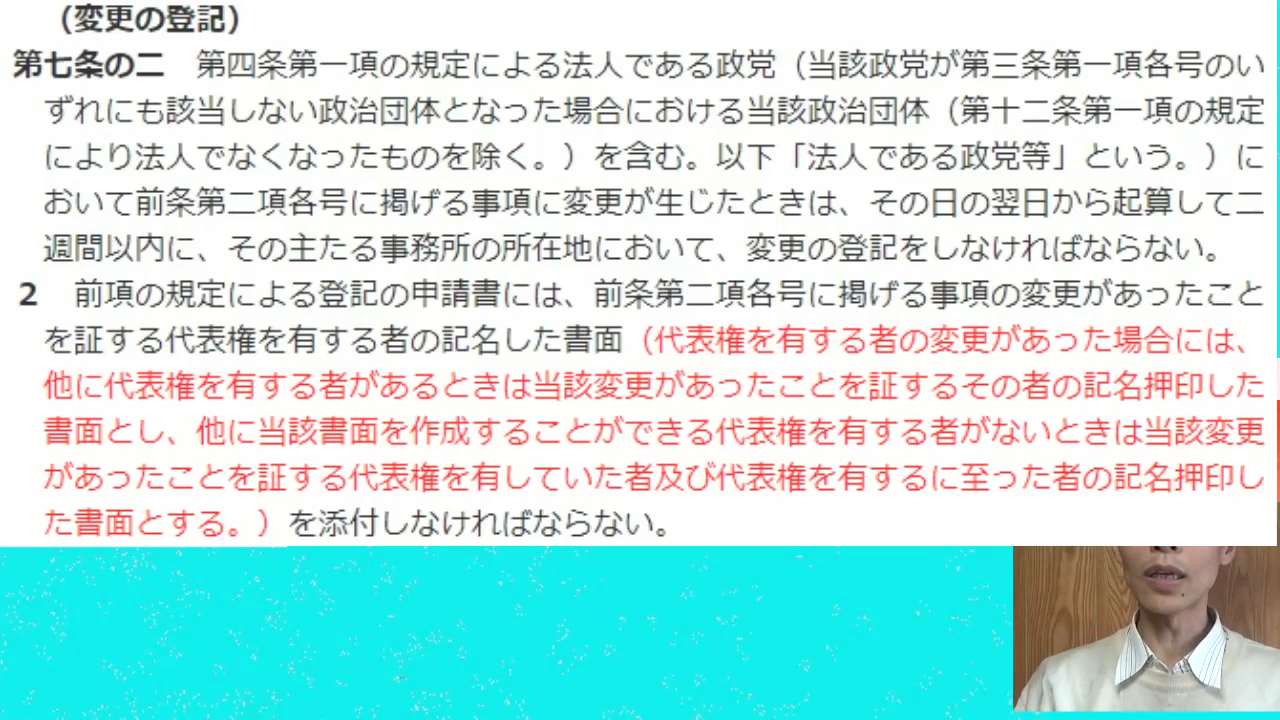 （変更の登記）
第七条の二　第四条第一項の規定による法人である政党（当該政党が第三条第一項各号のい
ずれにも該当しない政治団体となった場合における当該政治団体（第十二条第一項の規定
により法人でなくなったものを除く。）を含む。以下「法人である政党等」という。）に
おいて前条第二項各号に掲げる事項に変更が生じたときは、その日の翌日から起算して二
週間以内に、その主たる事務所の所在地において、変更の登記をしなければならない。
２　前項の規定による登記の申請書には、前条第二項各号に掲げる事項の変更があったこと
を証する代表権を有する者の記名した書面（代表権を有する者の変更があった場合には、
他に代表権を有する者があるときは当該変更があったことを証するその者の記名押印した
書面とし、他に当該書面を作成することができる代表権を有する者がないときは当該変更
があったことを証する代表権を有していた者及び代表権を有するに至った者の記名押印し
た書面とする。）を添付しなければならない。